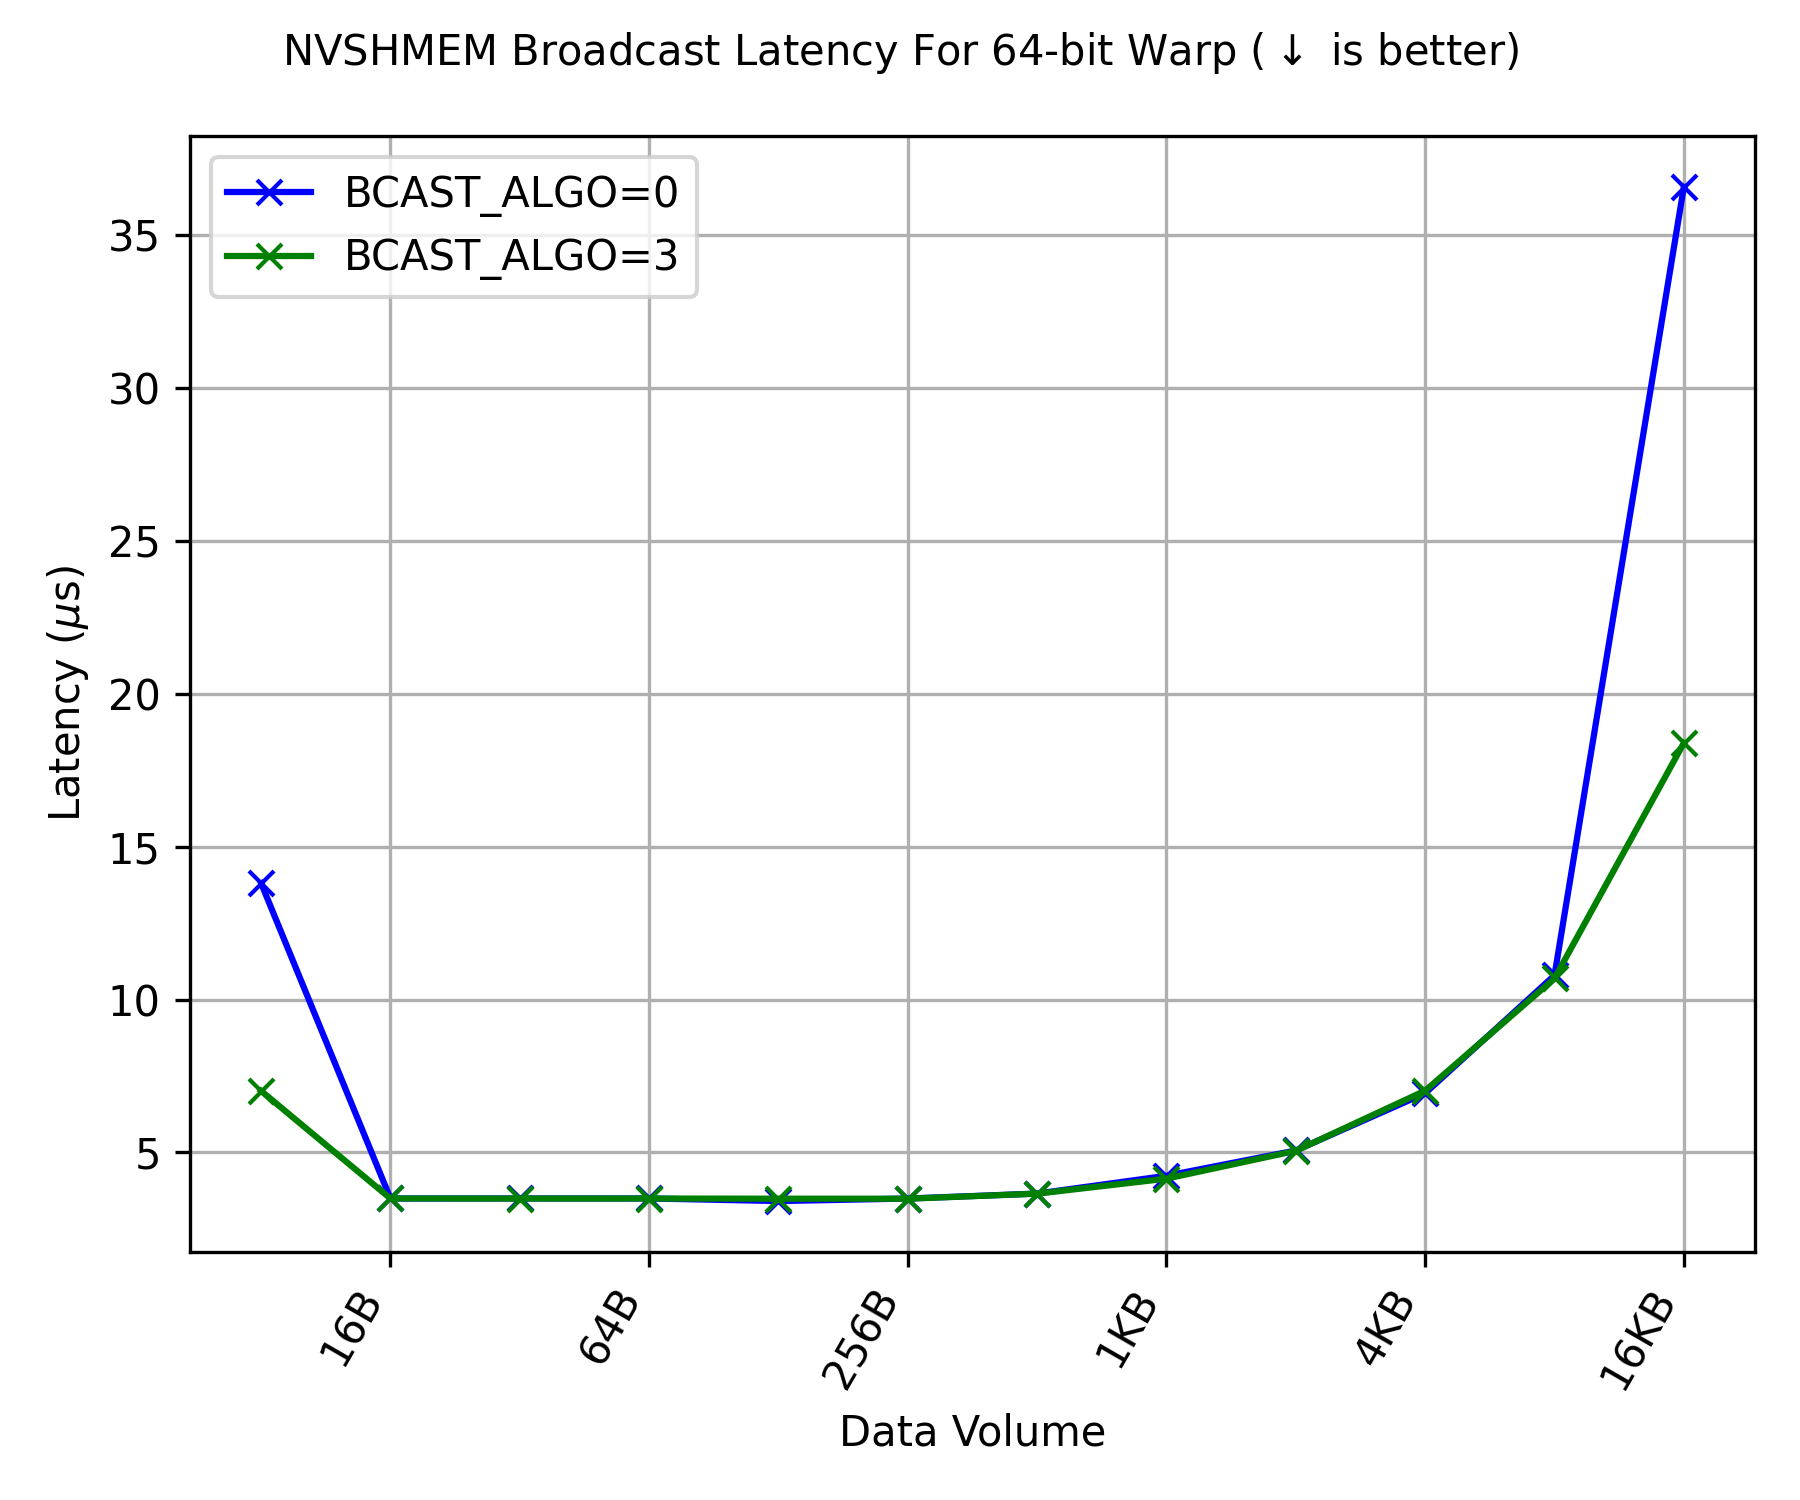 NVSHMEM Broadcast Latency For 64-bit Warp ( ↓ is better)
BCAST_ALGO=0
BCAST_ALGO=3
35
30
25
20
15
10
5
Latency (μs)
16B
64B
256B
1KB
4KB
16KB
Data Volume